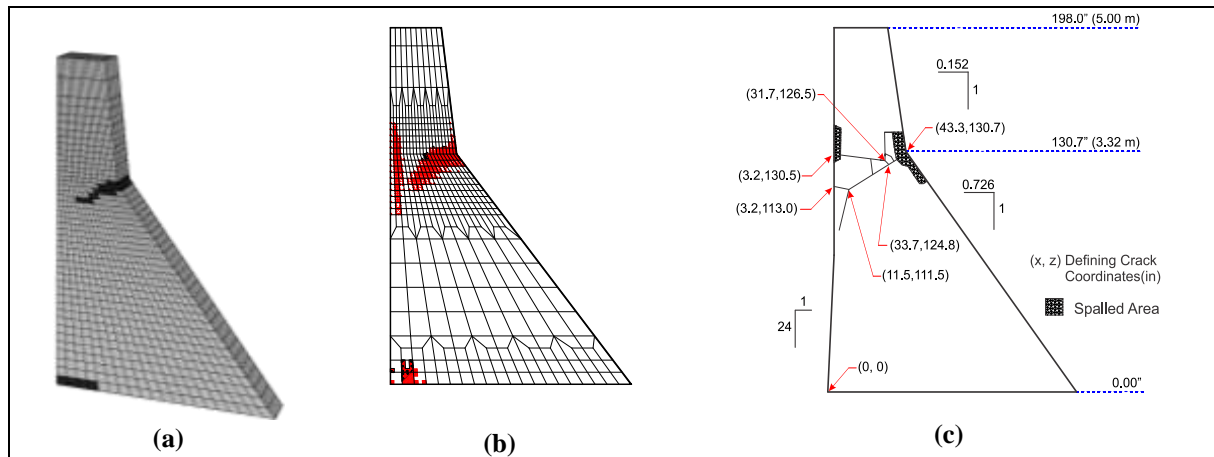 198.0" (5.00 m)
0.152
1
(31.7,126.5)
(43.3,130.7)
130.7" (3.32 m)
(3.2,130.5)
0.726
1
(3.2,113.0)
(33.7,124.8)
(x, z) Defining Crack
Coordinates(in)
(11.5,111.5)
1
24
Spalled Area
(0, 0)
0.00"
(a)
(b)
(c)